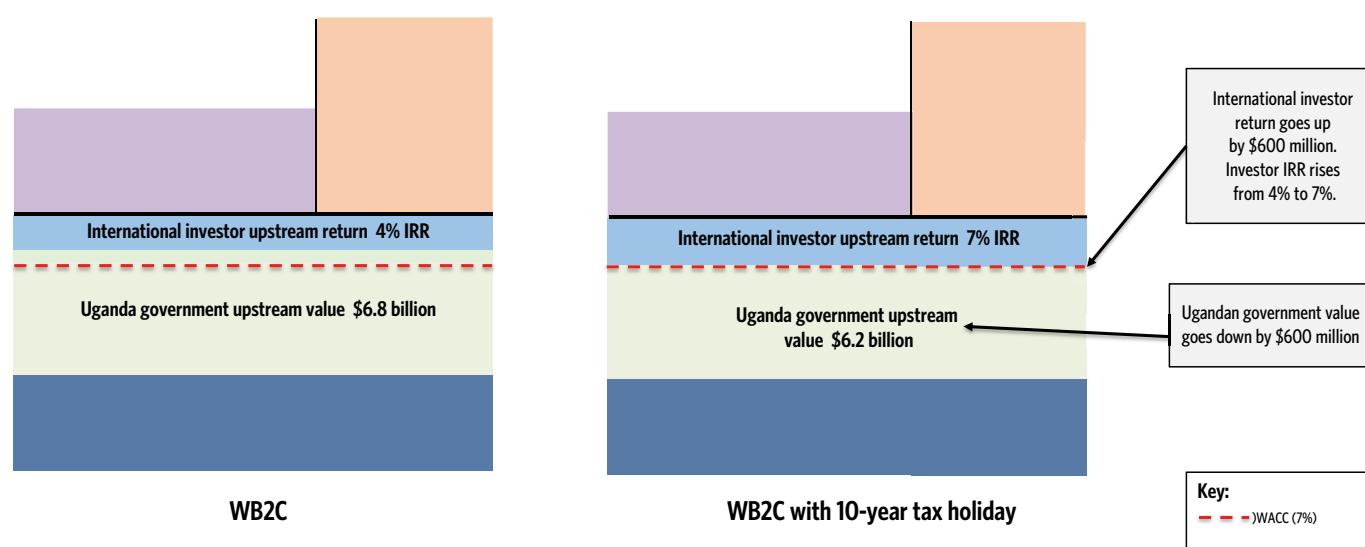 International investor upstream return 4% IRR
Uganda government upstream value $6.8 billion
WB2C
International investor upstream return 7% IRR
Uganda government upstream
value $6.2 billion
WB2C with 10-year tax holiday
International investor
return goes up
by $600 million.
Investor IRR rises
from 4% to 7%.
Ugandan government value
goes down by $600 million
Key:
)WACC (7%)